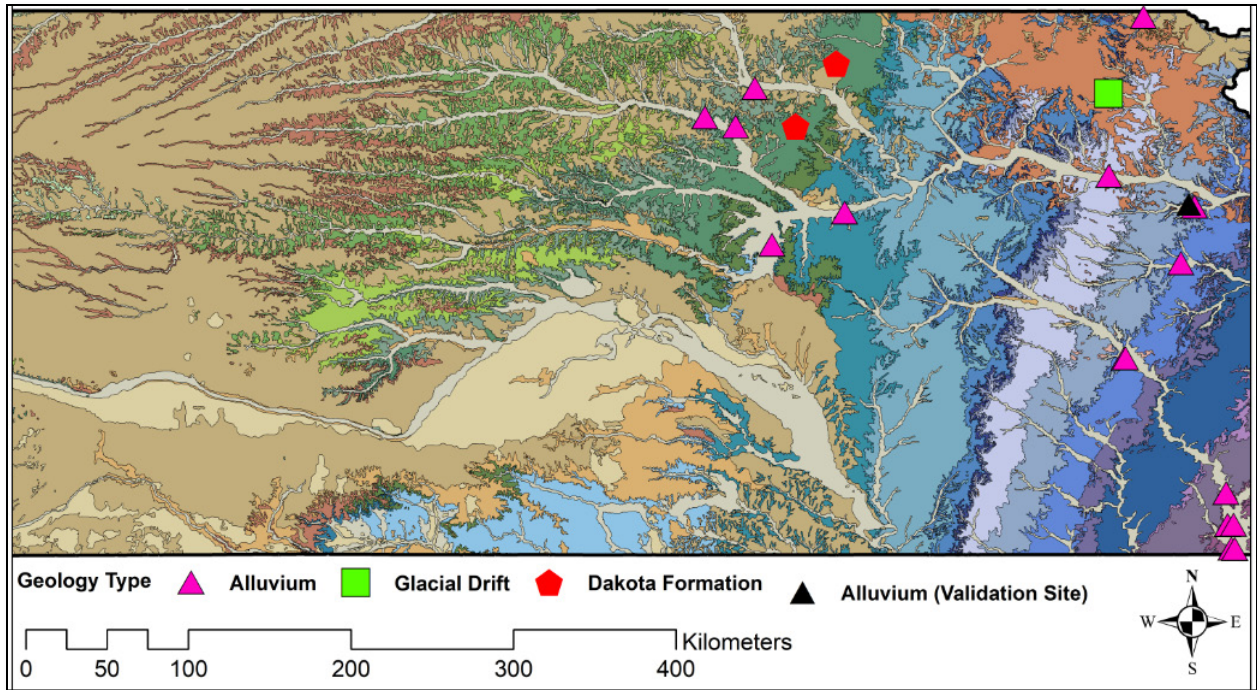 Geology Type Alluvium Glacial Drift Dakota Formation Alluvium (Validation Site)
N
W E
S
Kilometers
0 50 100 200 300 400